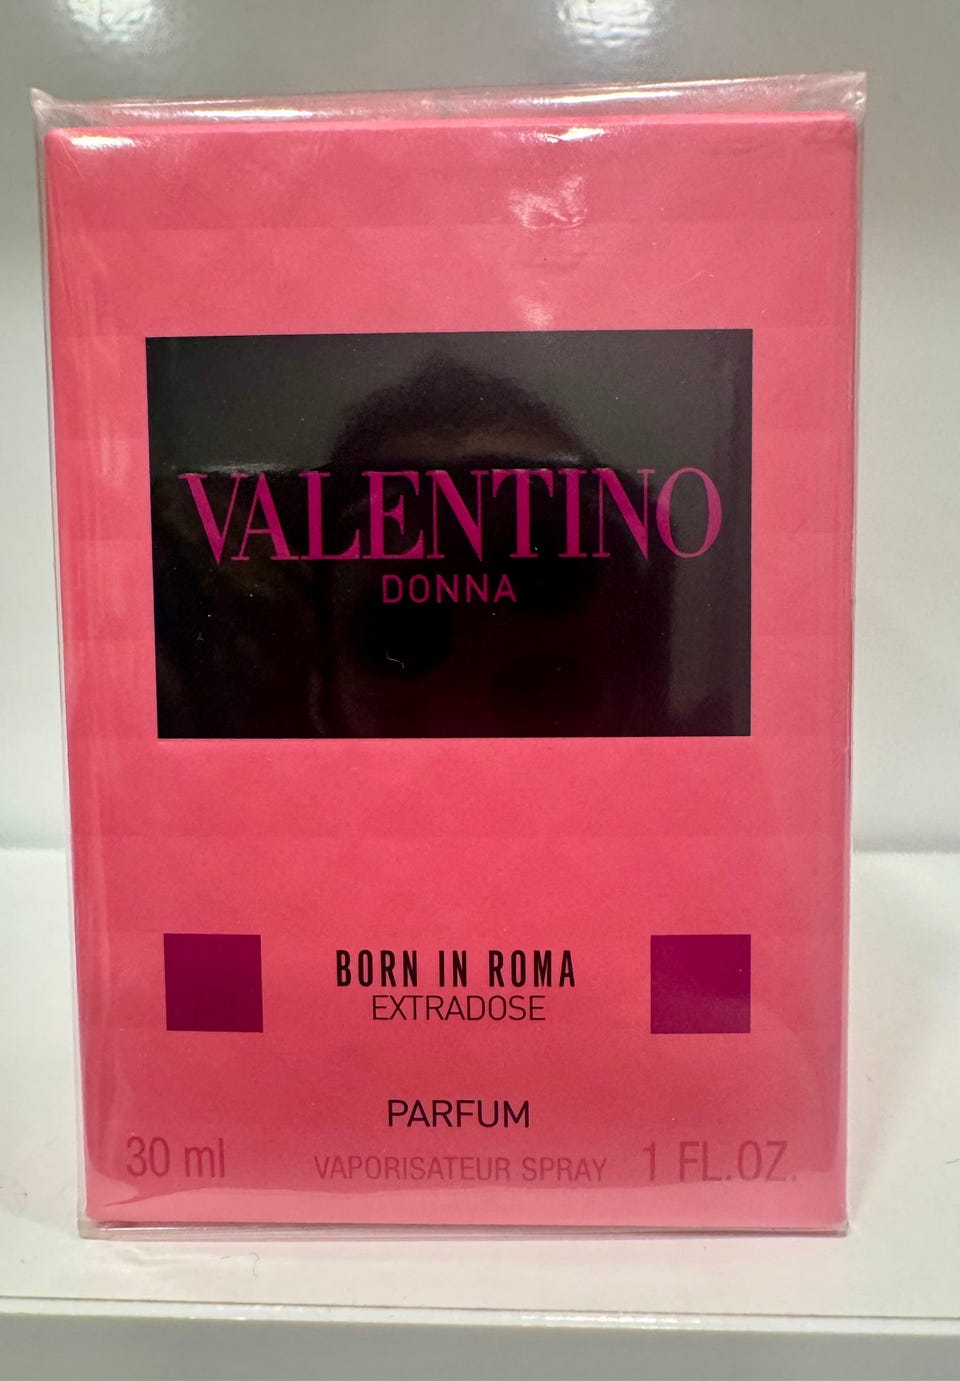 VALENTINO
DONNA
BORN IN ROMA
EXTRADOSE
PARFUM
30 ml VAPORISATEUR SPRAY 1 FL.OZ.